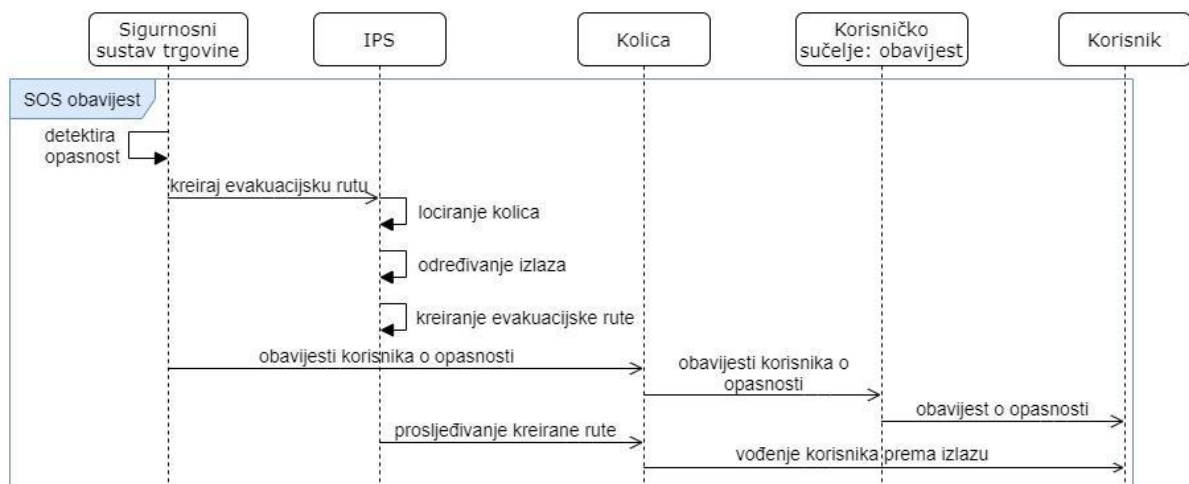 Sigurnosni
sustav trgovine
IPS
Kolica
Korisničko
sučelje: obavijest
Korisnik
SOS obavijest
detektira
opasnost
kreiraj evakuacijsku rutu
lociranje kolica
određivanje izlaza
kreiranje evakuacijske rute
obavijesti korisnika o opasnosti
obavijesti korisnika o
opasnosti
obavijest o opasnosti
prosljeđivanje kreirane rute
vođenje korisnika prema izlazu